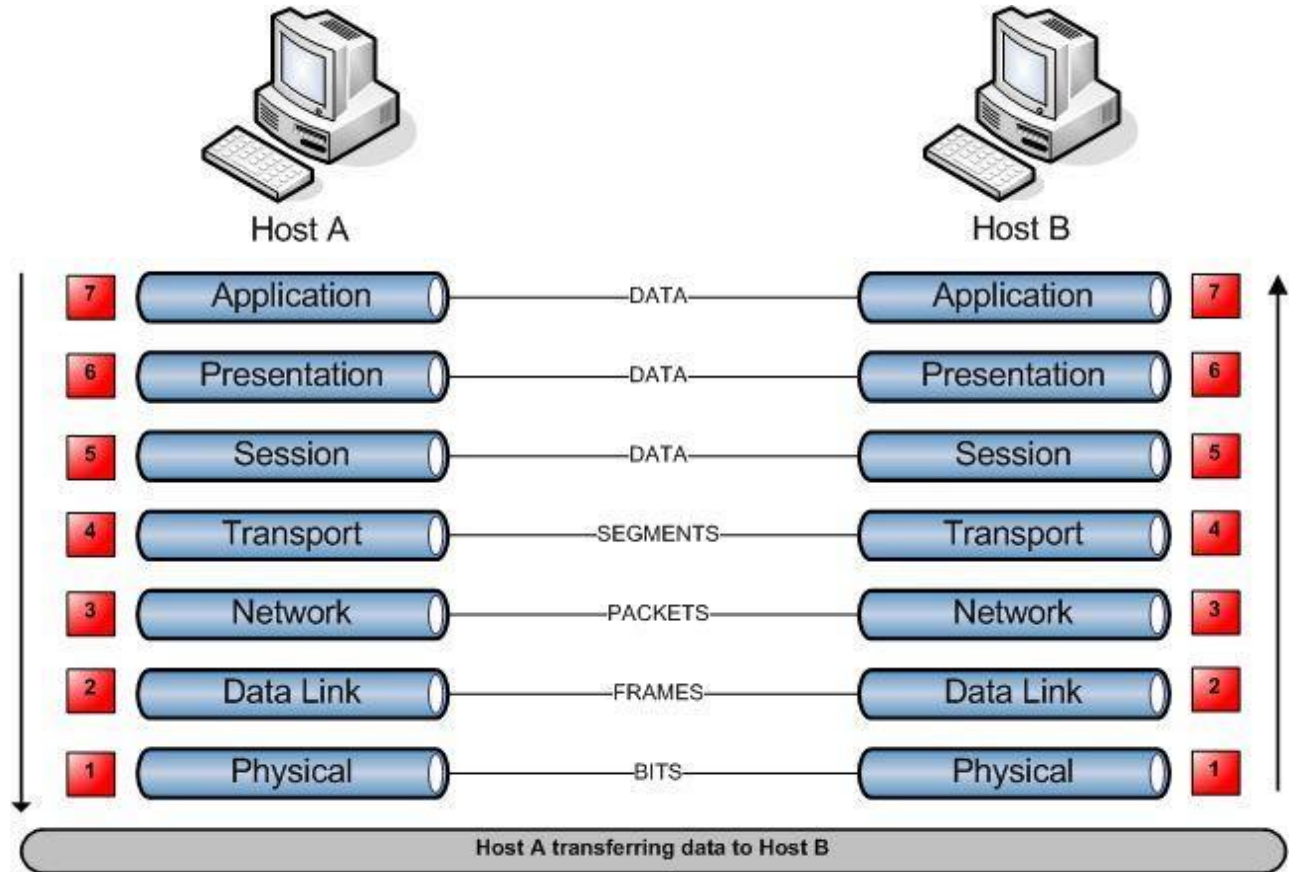 Host A
Host B
7 Application DATA Application 7
6 Presentation DATA Presentation 6
5 Session DATA Session 5
4 Transport SEGMENTS Transport 4
3 Network PACKETS Network 3
2 Data Link FRAMES Data Link 2
1 Physical BITS Physical 1
Host A transferring data to Host B